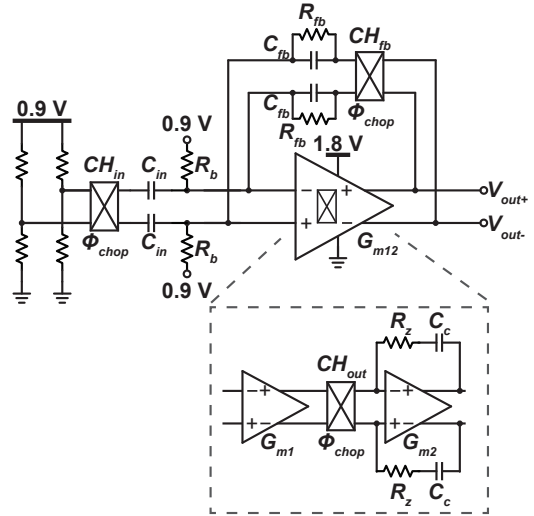 R_fb
C_fb
CH_fb
C_fb
Φ_chop
R_fb
0.9 V
0.9 V
1.8 V
CH_in
C_in
R_b
V_out+
Φ_chop
C_in
R_b
V_out-
0.9 V
G_m12
R_z
C_c
CH_out
G_m1
Φ_chop
G_m2
R_z
C_c